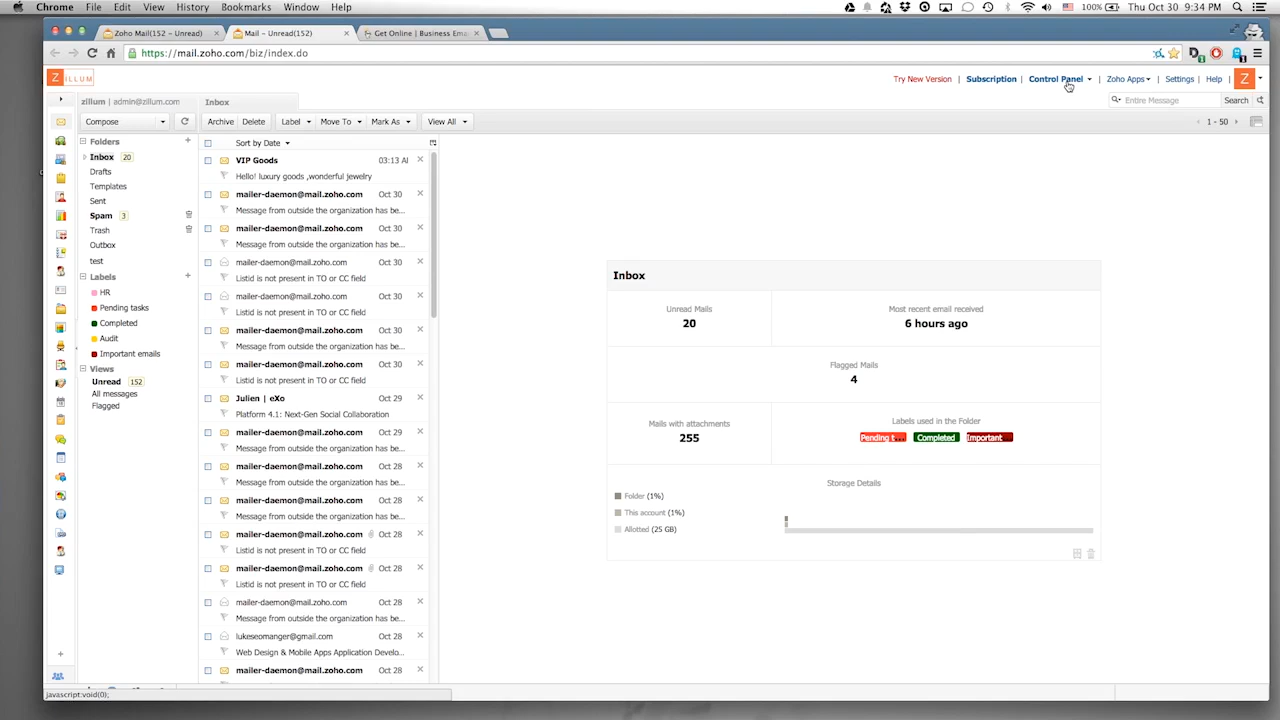 Chrome File Edit View History Bookmarks Window Help 100% Thu Oct 30 9:34 PM
Zoho Mail(152 - Unread) Mail - Unread(152) Get Online | Business Ema
https://mail.zoho.com/biz/index.do
Z ILLUM Try New Version | Subscription | Control Panel | Zoho Apps | Settings | Help Z
zillum | admin@zillum.com Inbox Entire Message Search
Compose Archive Delete Label Move To Mark As View All 1 - 50
Folders
Inbox 20
Drafts
Templates
Sent
Spam 3
Trash
Outbox
test
Labels
HR
Pending tasks
Completed
Audit
Important emails
Views
Unread 152
All messages
Flagged
Sort by Date
VIP Goods 03:13 Al
Hello! luxury goods ,wonderful jewelry
mailer-daemon@mail.zoho.com Oct 30
Message from outside the organization has be...
mailer-daemon@mail.zoho.com Oct 30
Message from outside the organization has be...
mailer-daemon@mail.zoho.com Oct 30
Listid is not present in TO or CC field
mailer-daemon@mail.zoho.com Oct 30
Listid is not present in TO or CC field
mailer-daemon@mail.zoho.com Oct 30
Message from outside the organization has be...
mailer-daemon@mail.zoho.com Oct 30
Listid is not present in TO or CC field
Julien | eXo Oct 29
Platform 4.1: Next-Gen Social Collaboration
mailer-daemon@mail.zoho.com Oct 29
Message from outside the organization has be...
mailer-daemon@mail.zoho.com Oct 28
Message from outside the organization has be...
mailer-daemon@mail.zoho.com Oct 28
Message from outside the organization has be...
mailer-daemon@mail.zoho.com Oct 28
Listid is not present in TO or CC field
mailer-daemon@mail.zoho.com Oct 28
Listid is not present in TO or CC field
mailer-daemon@mail.zoho.com Oct 28
Message from outside the organization has be...
lukeseomanger@gmail.com Oct 28
Web Design & Mobile Apps Application Develo...
mailer-daemon@mail.zoho.com Oct 28
Inbox
Unread Mails
20
Most recent email received
6 hours ago
Flagged Mails
4
Mails with attachments
255
Labels used in the Folder
Pending t... Completed Important
Storage Details
Folder (1%)
This account (1%)
Allotted (25 GB)
javascript:void(0);